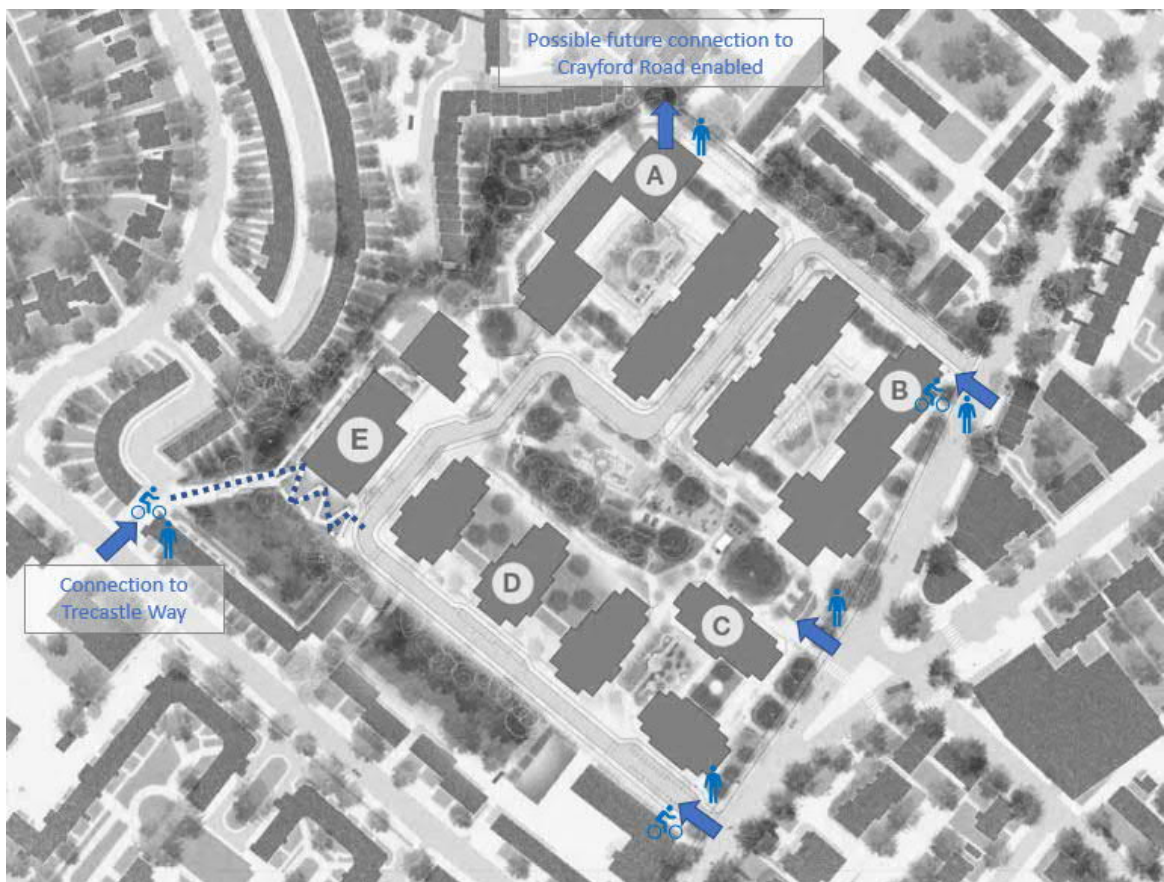 Possible future connection to
Crayford Road enabled
A
B
E
Connection to
Trecastle Way
D
C